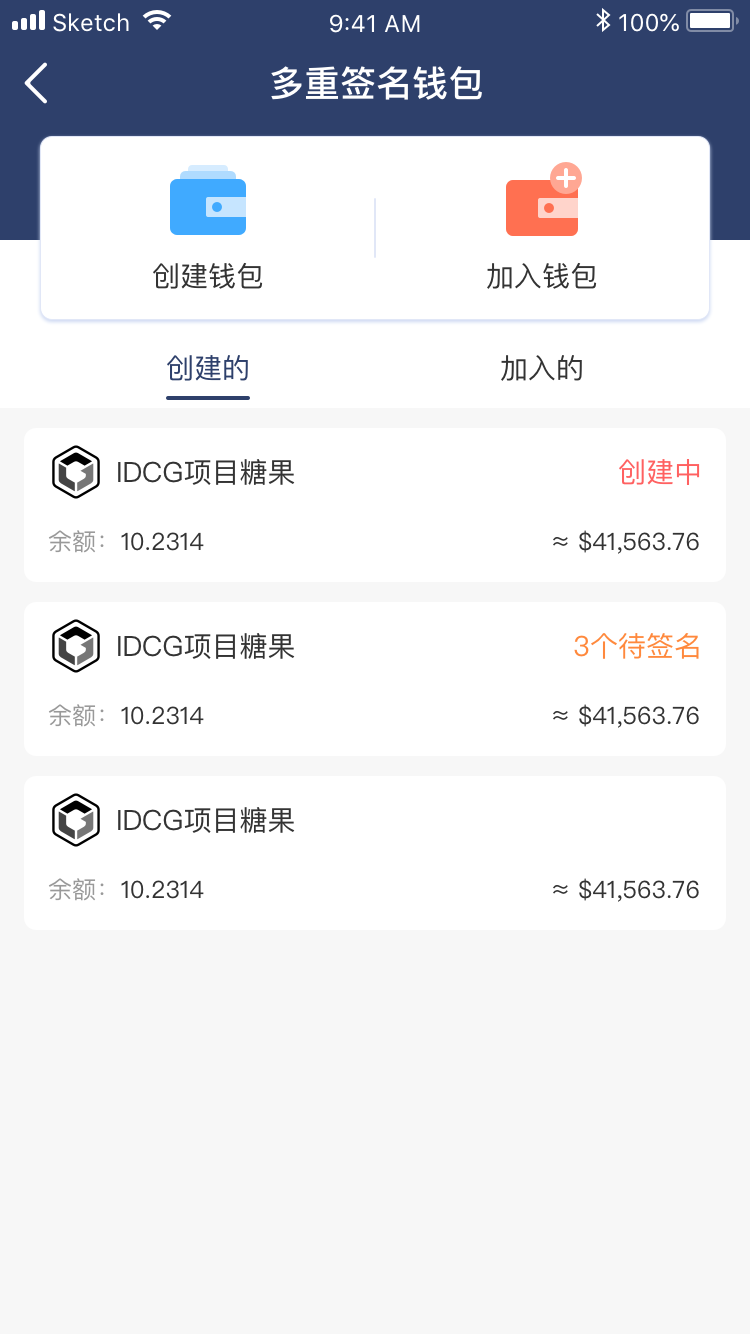 Sketch 9:41 AM 100%
多重签名钱包
创建钱包 加入钱包
创建的 加入的
IDCG项目糖果 创建中
余额: 10.2314 ≈ $41,563.76
IDCG项目糖果 3个待签名
余额: 10.2314 ≈ $41,563.76
IDCG项目糖果
余额: 10.2314 ≈ $41,563.76